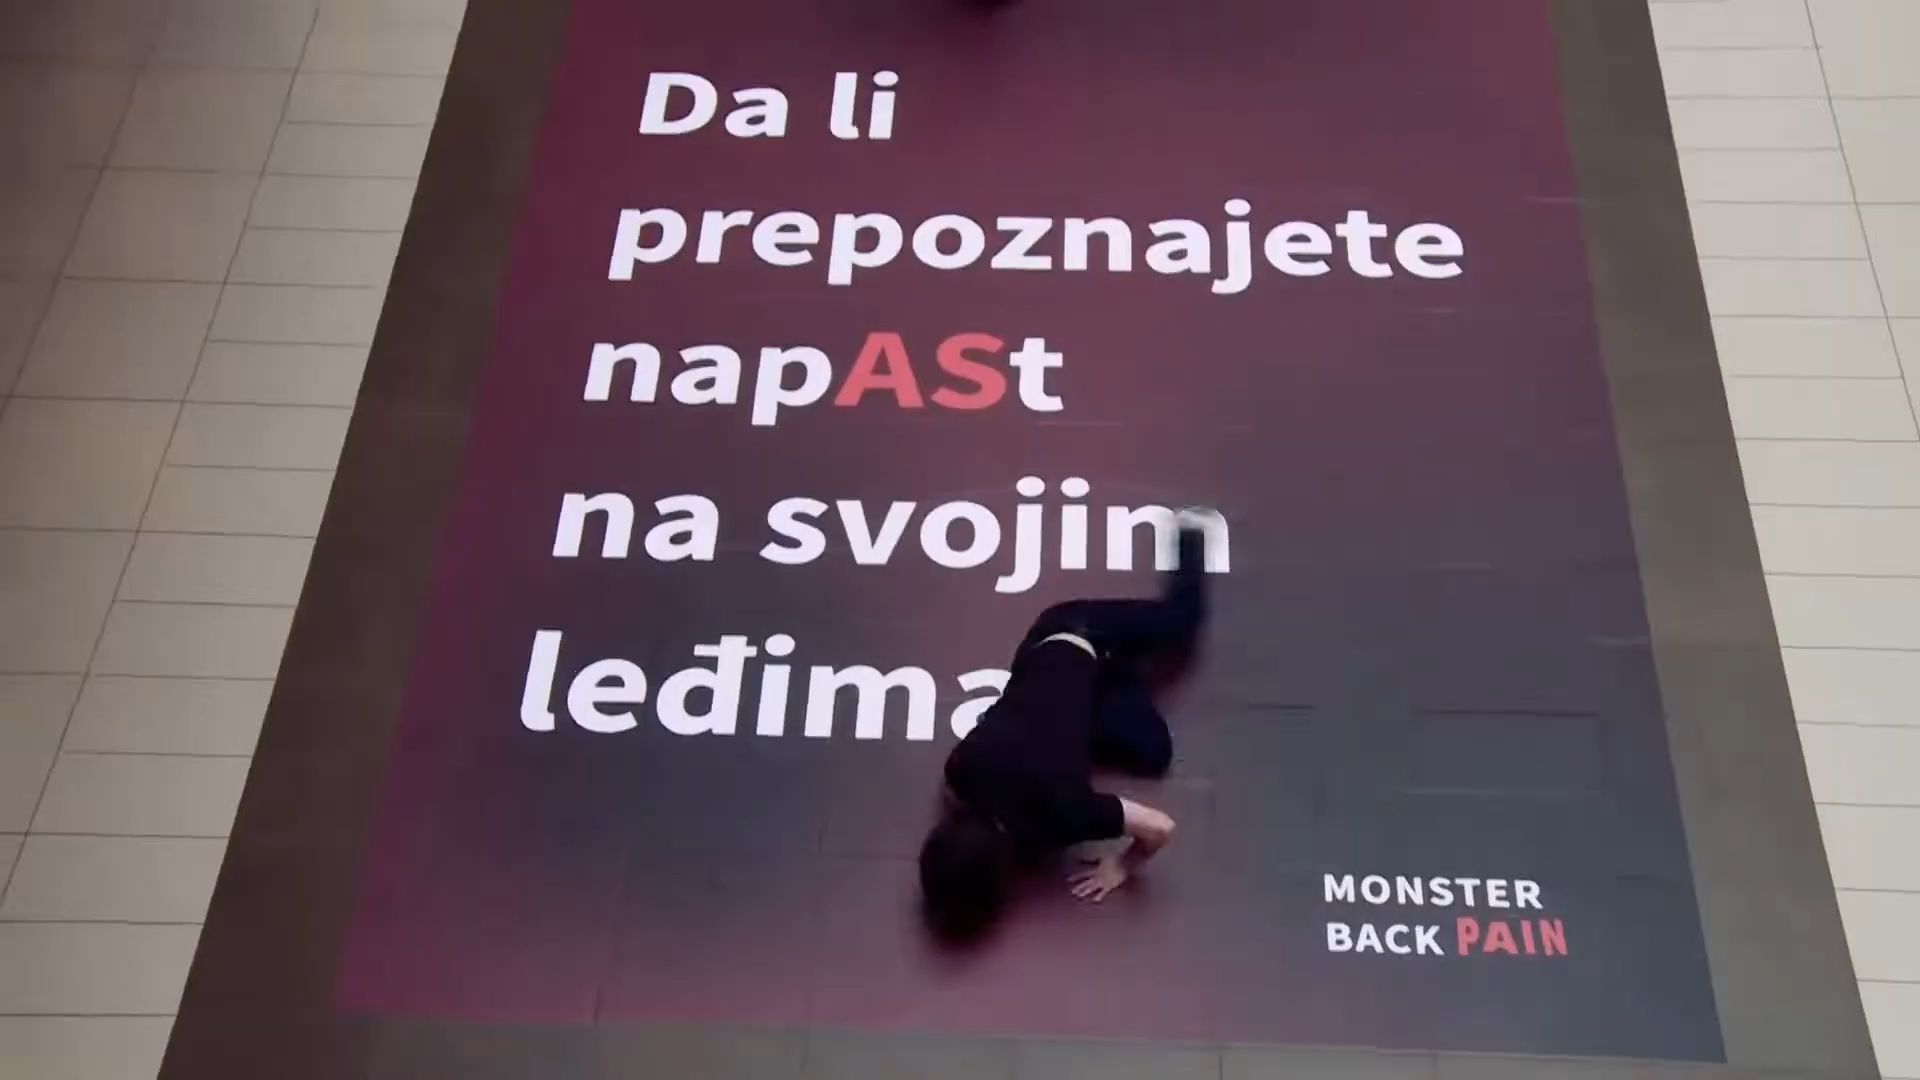 Da li
prepoznajete
napASt
na svojim
leđima
MONSTER
BACK PAIN